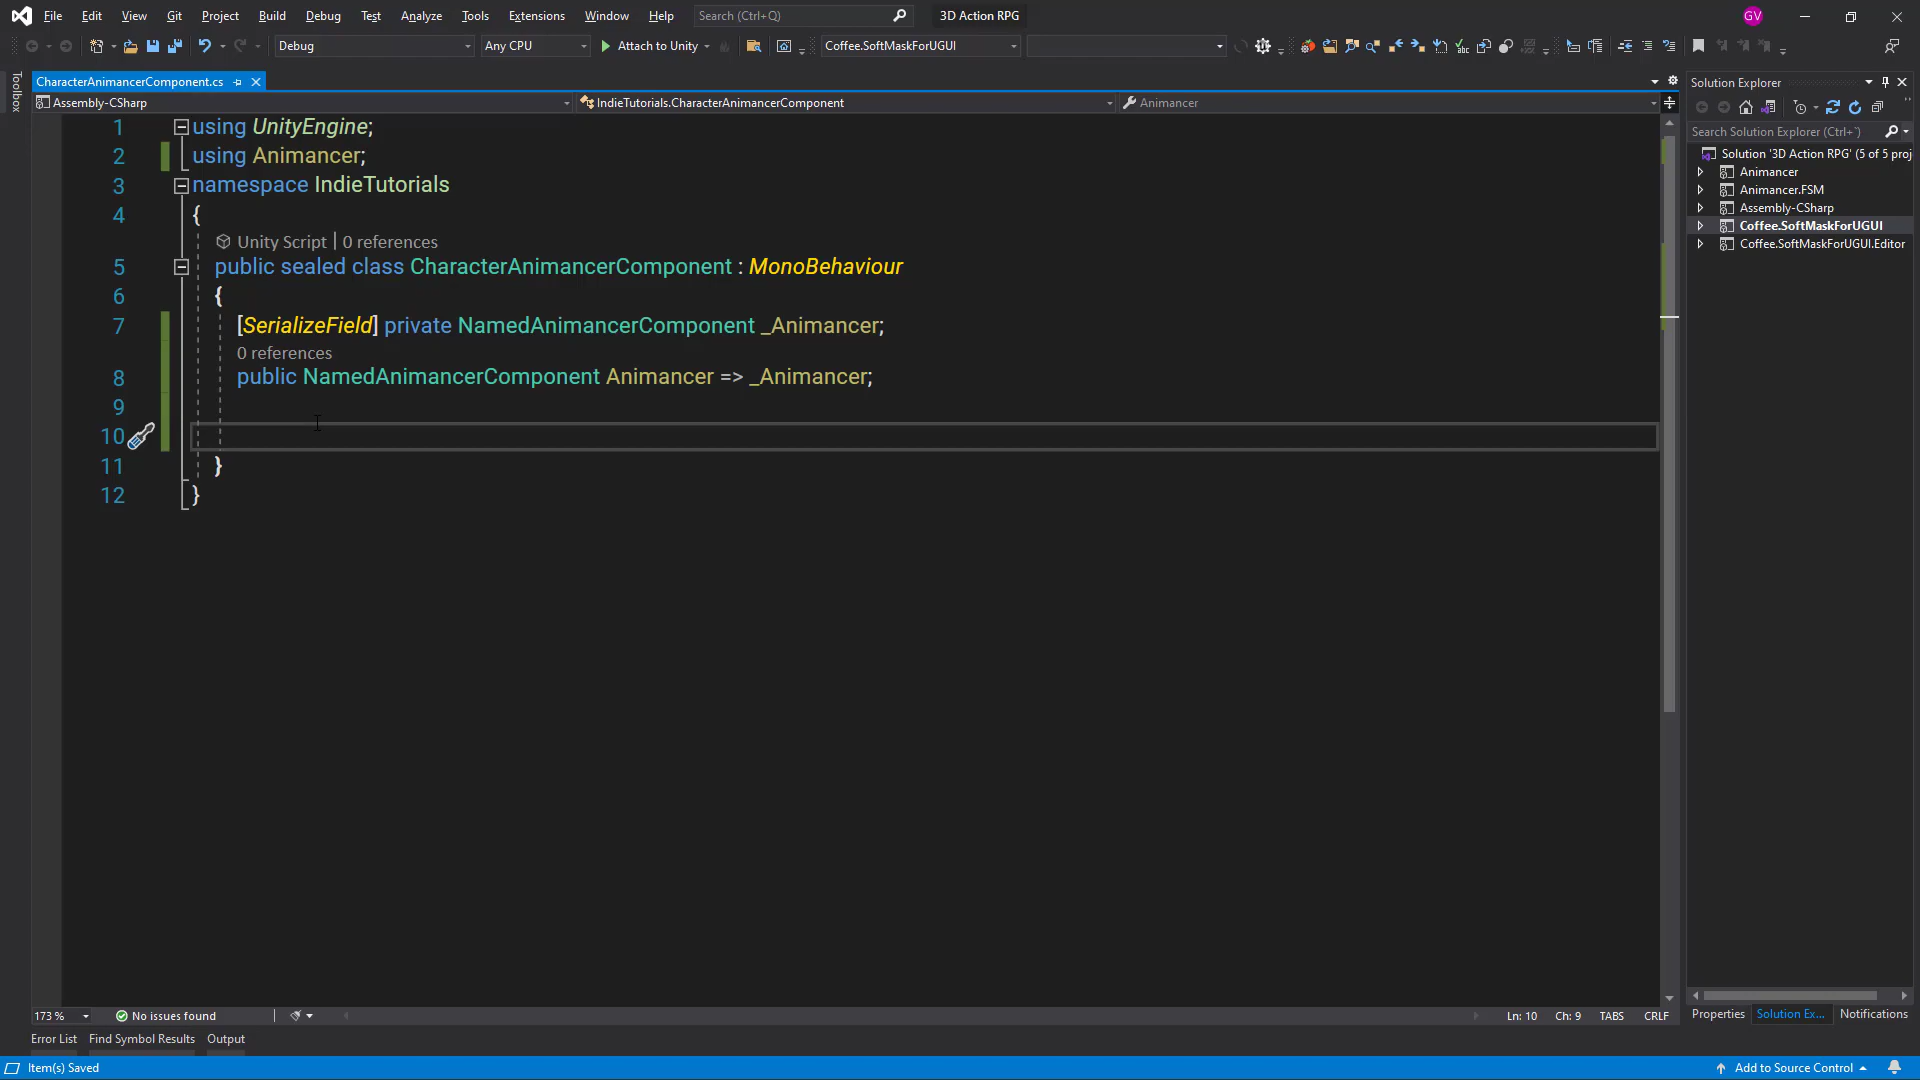 File Edit View Git Project Build Debug Test Analyze Tools Extensions Window Help Search (Ctrl+Q) 3D Action RPG GV
Debug Any CPU Attach to Unity Coffee.SoftMaskForUGUI
Toolbox
CharacterAnimancerComponent.cs
Assembly-CSharp IndieTutorials.CharacterAnimancerComponent Animancer
1 using UnityEngine;
2 using Animancer;
3 namespace IndieTutorials
4 {
Unity Script | 0 references
5 public sealed class CharacterAnimancerComponent : MonoBehaviour
6 {
7 [SerializeField] private NamedAnimancerComponent _Animancer;
0 references
8 public NamedAnimancerComponent Animancer => _Animancer;
9
10
11 }
12 }
Solution Explorer
Search Solution Explorer (Ctrl+¨)
Solution '3D Action RPG' (5 of 5 proj
Animancer
Animancer.FSM
Assembly-CSharp
Coffee.SoftMaskForUGUI
Coffee.SoftMaskForUGUI.Editor
173 % No issues found Ln: 10 Ch: 9 TABS CRLF
Properties Solution Ex... Notifications
Error List Find Symbol Results Output
Item(s) Saved Add to Source Control